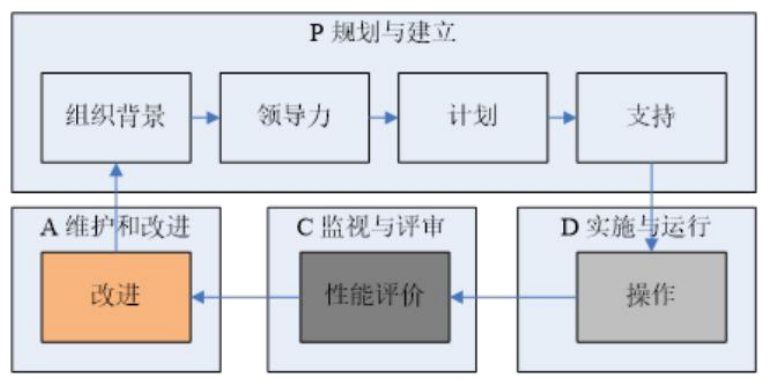 P 规划与建立
组织背景
领导力
计划
支持
A 维护和改进
C 监视与评审
D 实施与运行
改进
性能评价
操作